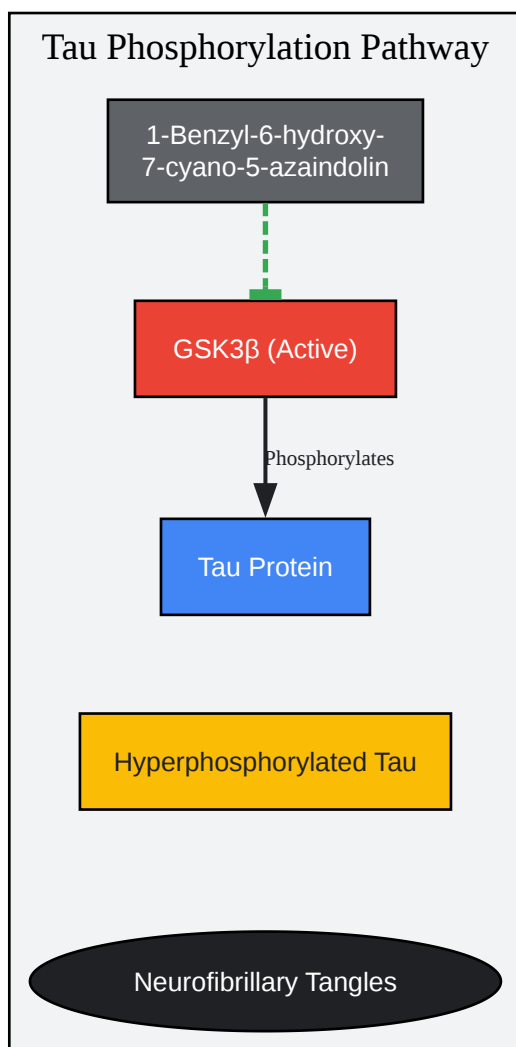 Tau Phosphorylation Pathway
1-Benzyl-6-hydroxy-
7-cyano-5-azaindolin
GSK3β (Active)
Phosphorylates
Tau Protein
Hyperphosphorylated Tau
Neurofibrillary Tangles